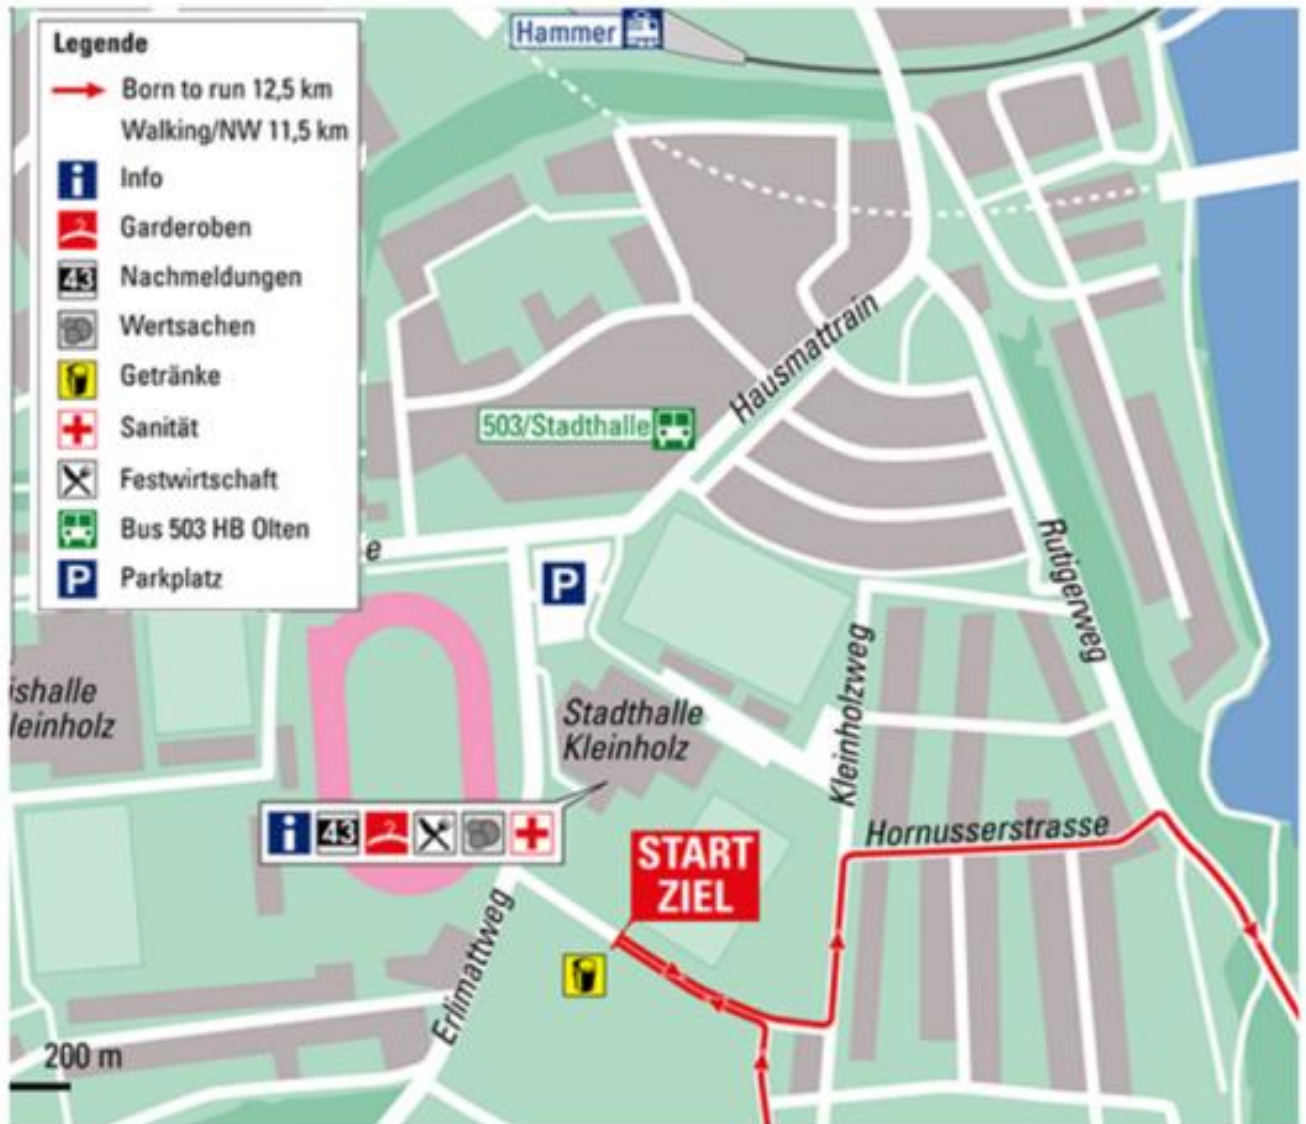 Legende
Born to run 12,5 km
Walking/NW 11,5 km
Info
Garderoben
43 Nachmeldungen
Wertsachen
Getränke
Sanität
Festwirtschaft
Bus 503 HB Olten
P Parkplatz
Hammer
Hausmattrain
503/Stadthalle
e
P
Rutigerweg
Kleinholzweg
ishalle
leinholz
Stadthalle
Kleinholz
43
Hornusserstrasse
START
ZIEL
Erlimattweg
200 m